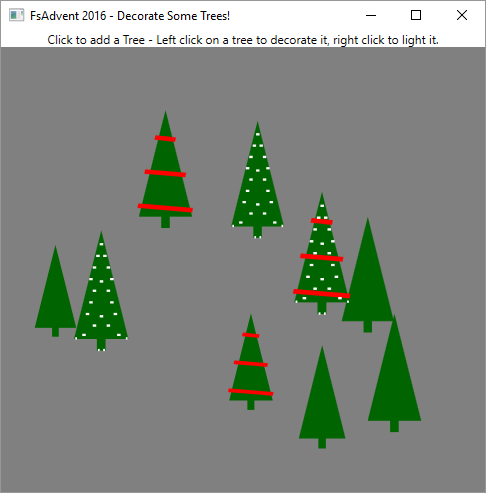 FsAdvent 2016 - Decorate Some Trees!
Click to add a Tree - Left click on a tree to decorate it, right click to light it.